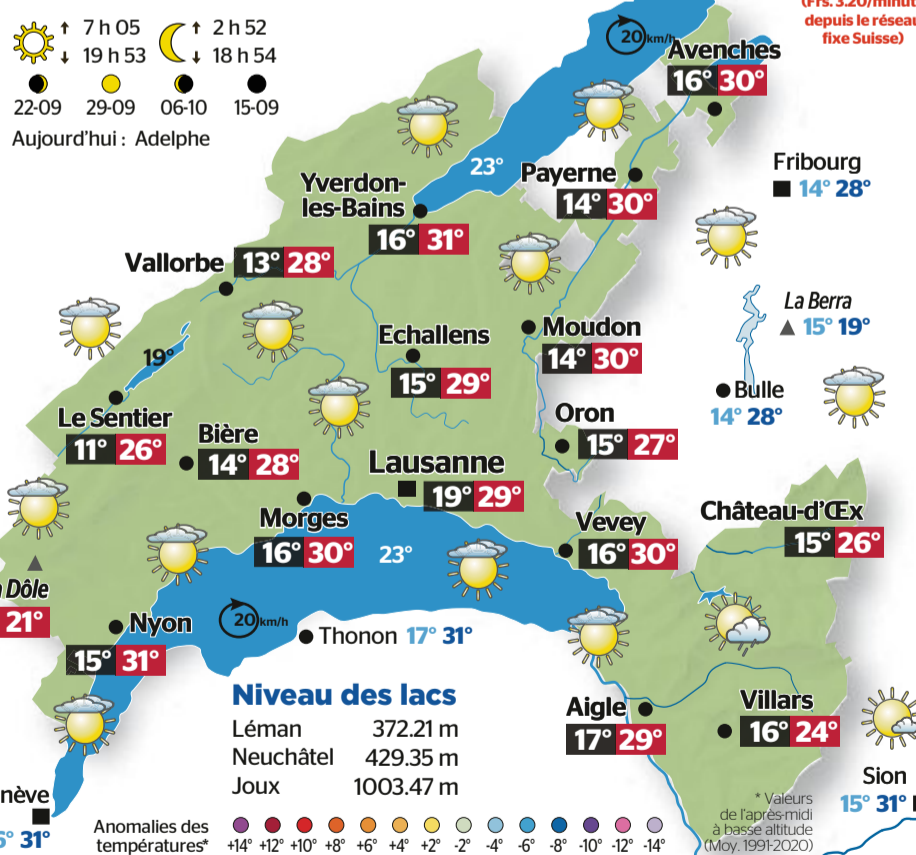 (Frs. 3.20/minut
depuis le réseau
fixe Suisse)
↑ 7 h 05 ↑ 2 h 52
↓ 19 h 53 ↓ 18 h 54
22-09 29-09 06-10 15-09
Aujourd'hui : Adelphe
20 km/h
Avenches
16° 30°
23°
Payerne
14° 30°
Fribourg
14° 28°
Yverdon-
les-Bains
16° 31°
Vallorbe 13° 28°
La Berra
15° 19°
Echallens
15° 29°
Moudon
14° 30°
19°
Bulle
14° 28°
Le Sentier
11° 26°
Bière
14° 28°
Oron
15° 27°
Lausanne
19° 29°
Morges
16° 30°
23°
Vevey
16° 30°
Château-d'Œx
15° 26°
Dôle
21°
Nyon
15° 31°
20 km/h
Thonon 17° 31°
Niveau des lacs
Léman 372.21 m
Neuchâtel 429.35 m
Joux 1003.47 m
Aigle
17° 29°
Villars
16° 24°
Sion
15° 31°
nève
6° 31°
* Valeurs
de l'après-midi
à basse altitude
(Moy. 1991-2020)
Anomalies des
températures*
+14° +12° +10° +8° +6° +4° +2° -2° -4° -6° -8° -10° -12° -14°